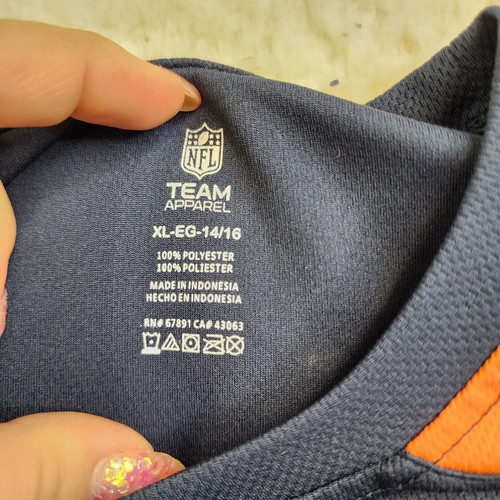 NFL
TEAM
APPAREL
XL-EG-14/16
100% POLYESTER
100% POLIESTER
MADE IN INDONESIA
HECHO EN INDONESIA
RN# 67891 CA# 43063